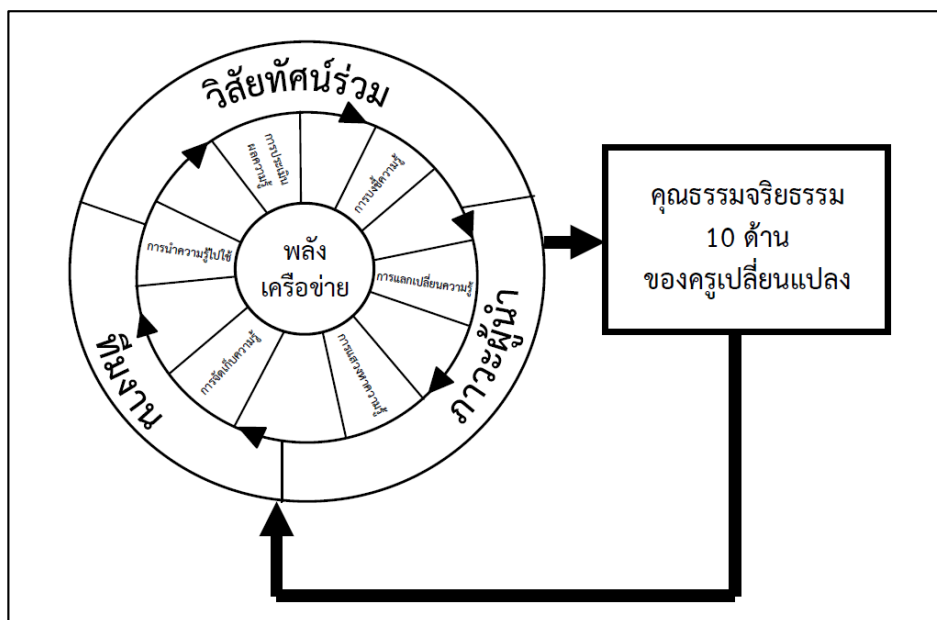 วิสัยทัศน์ร่วม
การประเมิน
ผลความรู้
การบ่งชี้ความรู้
การนำความรู้ไปใช้
พลัง
เครือข่าย
การแลกเปลี่ยนความรู้
การจัดเก็บความรู้
การแสวงหาความรู้
ทีมงาน
ภาวะผู้นำ
คุณธรรมจริยธรรม
10 ด้าน
ของครูเปลี่ยนแปลง